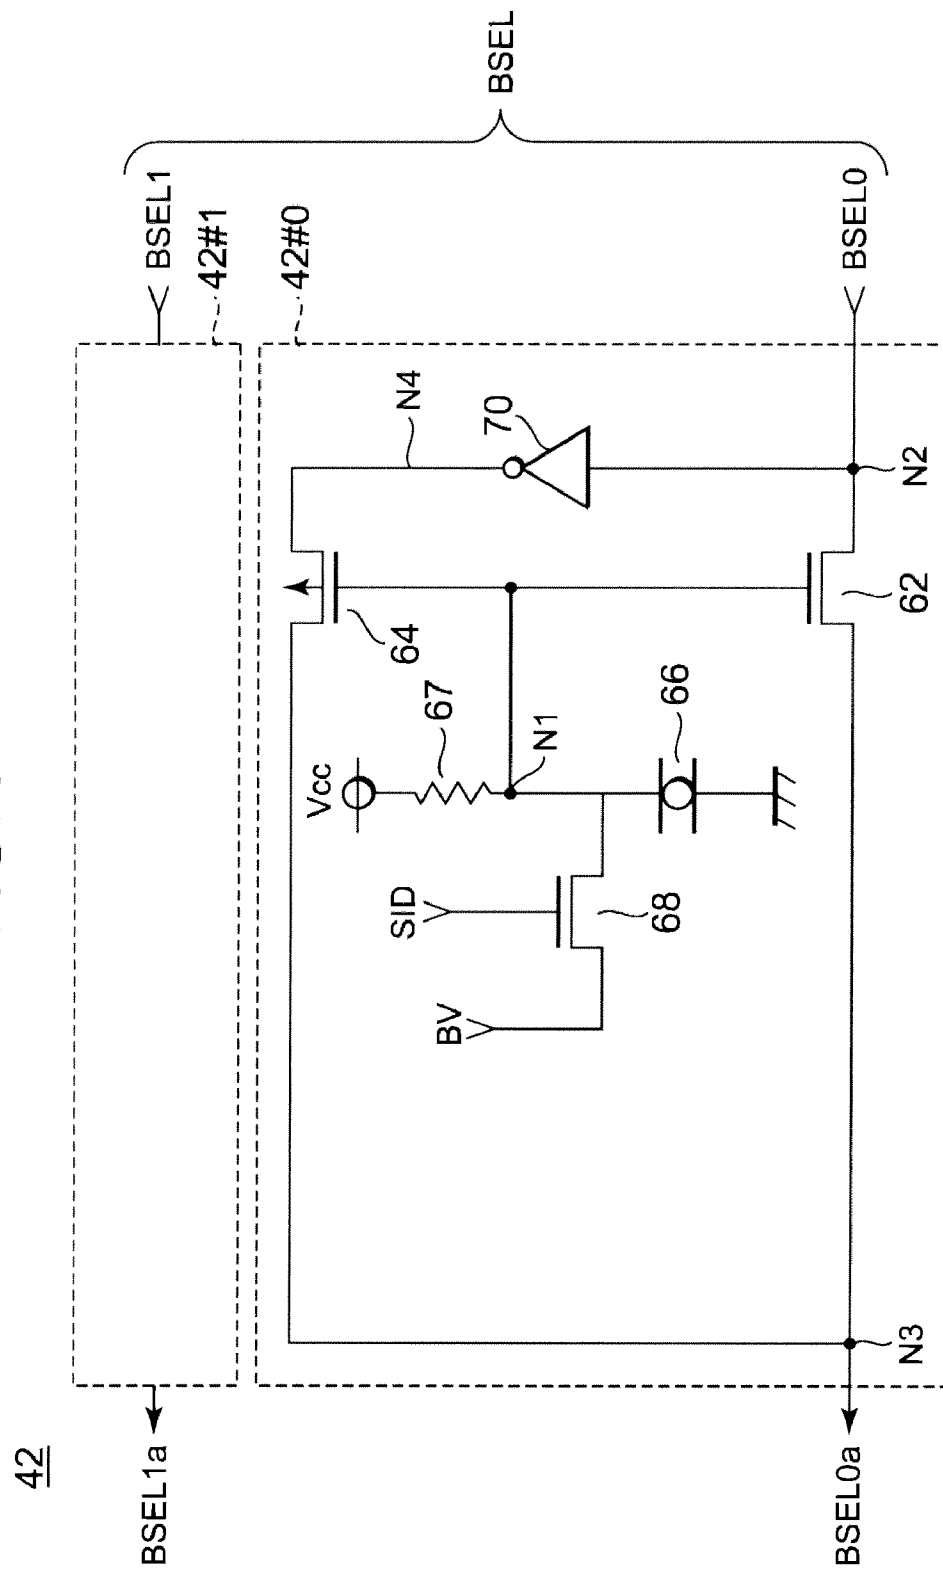 42
BSEL1a
BSEL1
42#1
42#0
BSEL
N4
70
64
Vcc
67
N1
66
SID
68
BV
62
N2
N3
BSEL0a
BSEL0